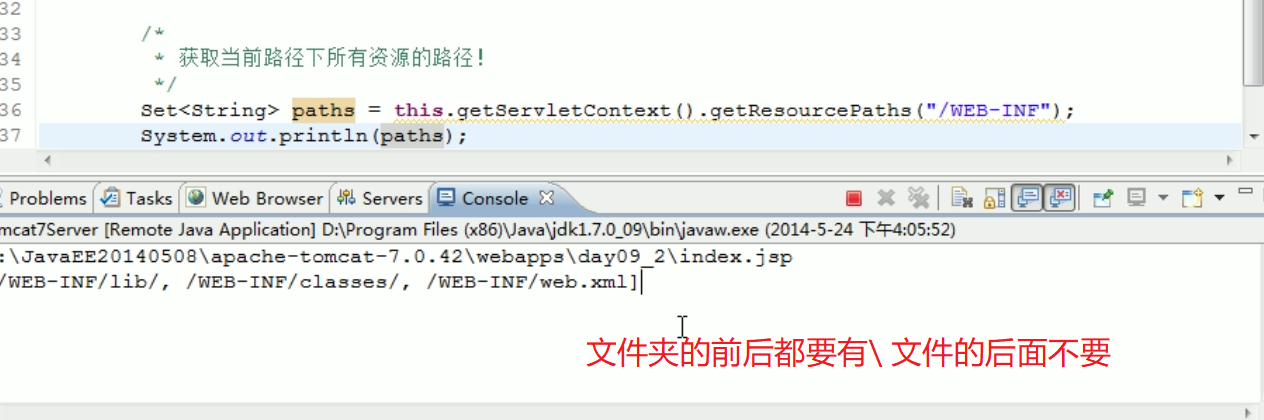 32
33 /*
34 * 获取当前路径下所有资源的路径!
35 */
36 Set<String> paths = this.getServletContext().getResourcePaths("/WEB-INF");
37 System.out.println(paths);
Problems Tasks Web Browser Servers Console
mcat7Server [Remote Java Application] D:\Program Files (x86)\Java\jdk1.7.0_09\bin\javaw.exe (2014-5-24 下午4:05:52)
:\JavaEE20140508\apache-tomcat-7.0.42\webapps\day09_2\index.jsp
/WEB-INF/lib/, /WEB-INF/classes/, /WEB-INF/web.xml]
文件夹的前后都要有\ 文件的后面不要